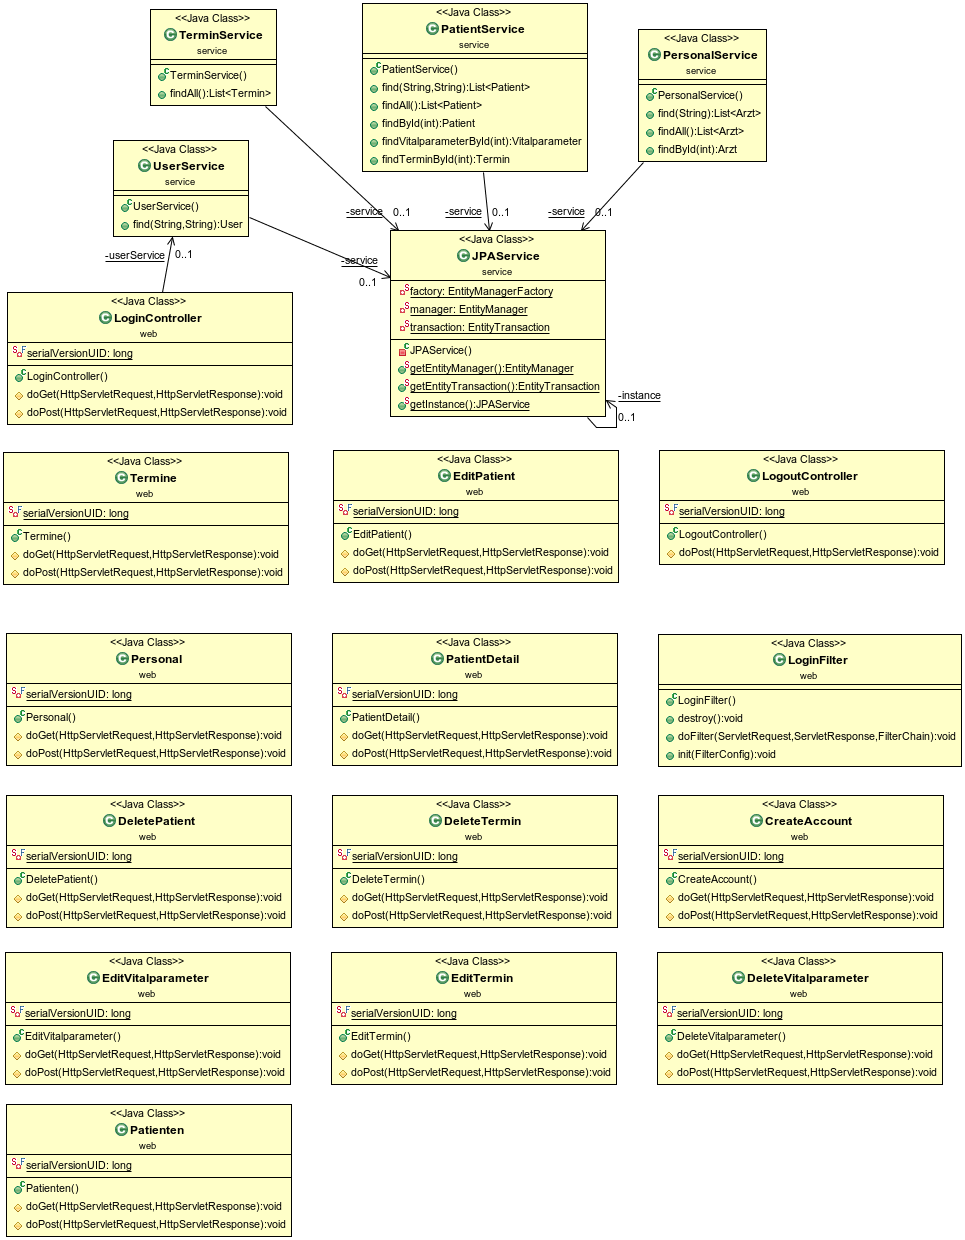 <<Java Class>>
TerminService
service
TerminService()
findAll():List<Termin>
<<Java Class>>
PatientService
service
PatientService()
find(String,String):List<Patient>
findAll():List<Patient>
findById(int):Patient
findVitalparameterById(int):Vitalparameter
findTerminById(int):Termin
<<Java Class>>
PersonalService
service
PersonalService()
find(String):List<Arzt>
findAll():List<Arzt>
findById(int):Arzt
<<Java Class>>
UserService
service
UserService()
find(String,String):User
-service 0..1
-service 0..1
-service 0..1
-userService 0..1
-service
0..1
<<Java Class>>
JPAService
service
factory: EntityManagerFactory
manager: EntityManager
transaction: EntityTransaction
JPAService()
getEntityManager():EntityManager
getEntityTransaction():EntityTransaction
getInstance():JPAService
-instance
0..1
<<Java Class>>
LoginController
web
serialVersionUID: long
LoginController()
doGet(HttpServletRequest,HttpServletResponse):void
doPost(HttpServletRequest,HttpServletResponse):void
<<Java Class>>
Termine
web
serialVersionUID: long
Termine()
doGet(HttpServletRequest,HttpServletResponse):void
doPost(HttpServletRequest,HttpServletResponse):void
<<Java Class>>
EditPatient
web
serialVersionUID: long
EditPatient()
doGet(HttpServletRequest,HttpServletResponse):void
doPost(HttpServletRequest,HttpServletResponse):void
<<Java Class>>
LogoutController
web
serialVersionUID: long
LogoutController()
doPost(HttpServletRequest,HttpServletResponse):void
<<Java Class>>
Personal
web
serialVersionUID: long
Personal()
doGet(HttpServletRequest,HttpServletResponse):void
doPost(HttpServletRequest,HttpServletResponse):void
<<Java Class>>
PatientDetail
web
serialVersionUID: long
PatientDetail()
doGet(HttpServletRequest,HttpServletResponse):void
doPost(HttpServletRequest,HttpServletResponse):void
<<Java Class>>
LoginFilter
web
LoginFilter()
destroy():void
doFilter(ServletRequest,ServletResponse,FilterChain):void
init(FilterConfig):void
<<Java Class>>
DeletePatient
web
serialVersionUID: long
DeletePatient()
doGet(HttpServletRequest,HttpServletResponse):void
doPost(HttpServletRequest,HttpServletResponse):void
<<Java Class>>
DeleteTermin
web
serialVersionUID: long
DeleteTermin()
doGet(HttpServletRequest,HttpServletResponse):void
doPost(HttpServletRequest,HttpServletResponse):void
<<Java Class>>
CreateAccount
web
serialVersionUID: long
CreateAccount()
doGet(HttpServletRequest,HttpServletResponse):void
doPost(HttpServletRequest,HttpServletResponse):void
<<Java Class>>
EditVitalparameter
web
serialVersionUID: long
EditVitalparameter()
doGet(HttpServletRequest,HttpServletResponse):void
doPost(HttpServletRequest,HttpServletResponse):void
<<Java Class>>
EditTermin
web
serialVersionUID: long
EditTermin()
doGet(HttpServletRequest,HttpServletResponse):void
doPost(HttpServletRequest,HttpServletResponse):void
<<Java Class>>
DeleteVitalparameter
web
serialVersionUID: long
DeleteVitalparameter()
doGet(HttpServletRequest,HttpServletResponse):void
doPost(HttpServletRequest,HttpServletResponse):void
<<Java Class>>
Patienten
web
serialVersionUID: long
Patienten()
doGet(HttpServletRequest,HttpServletResponse):void
doPost(HttpServletRequest,HttpServletResponse):void